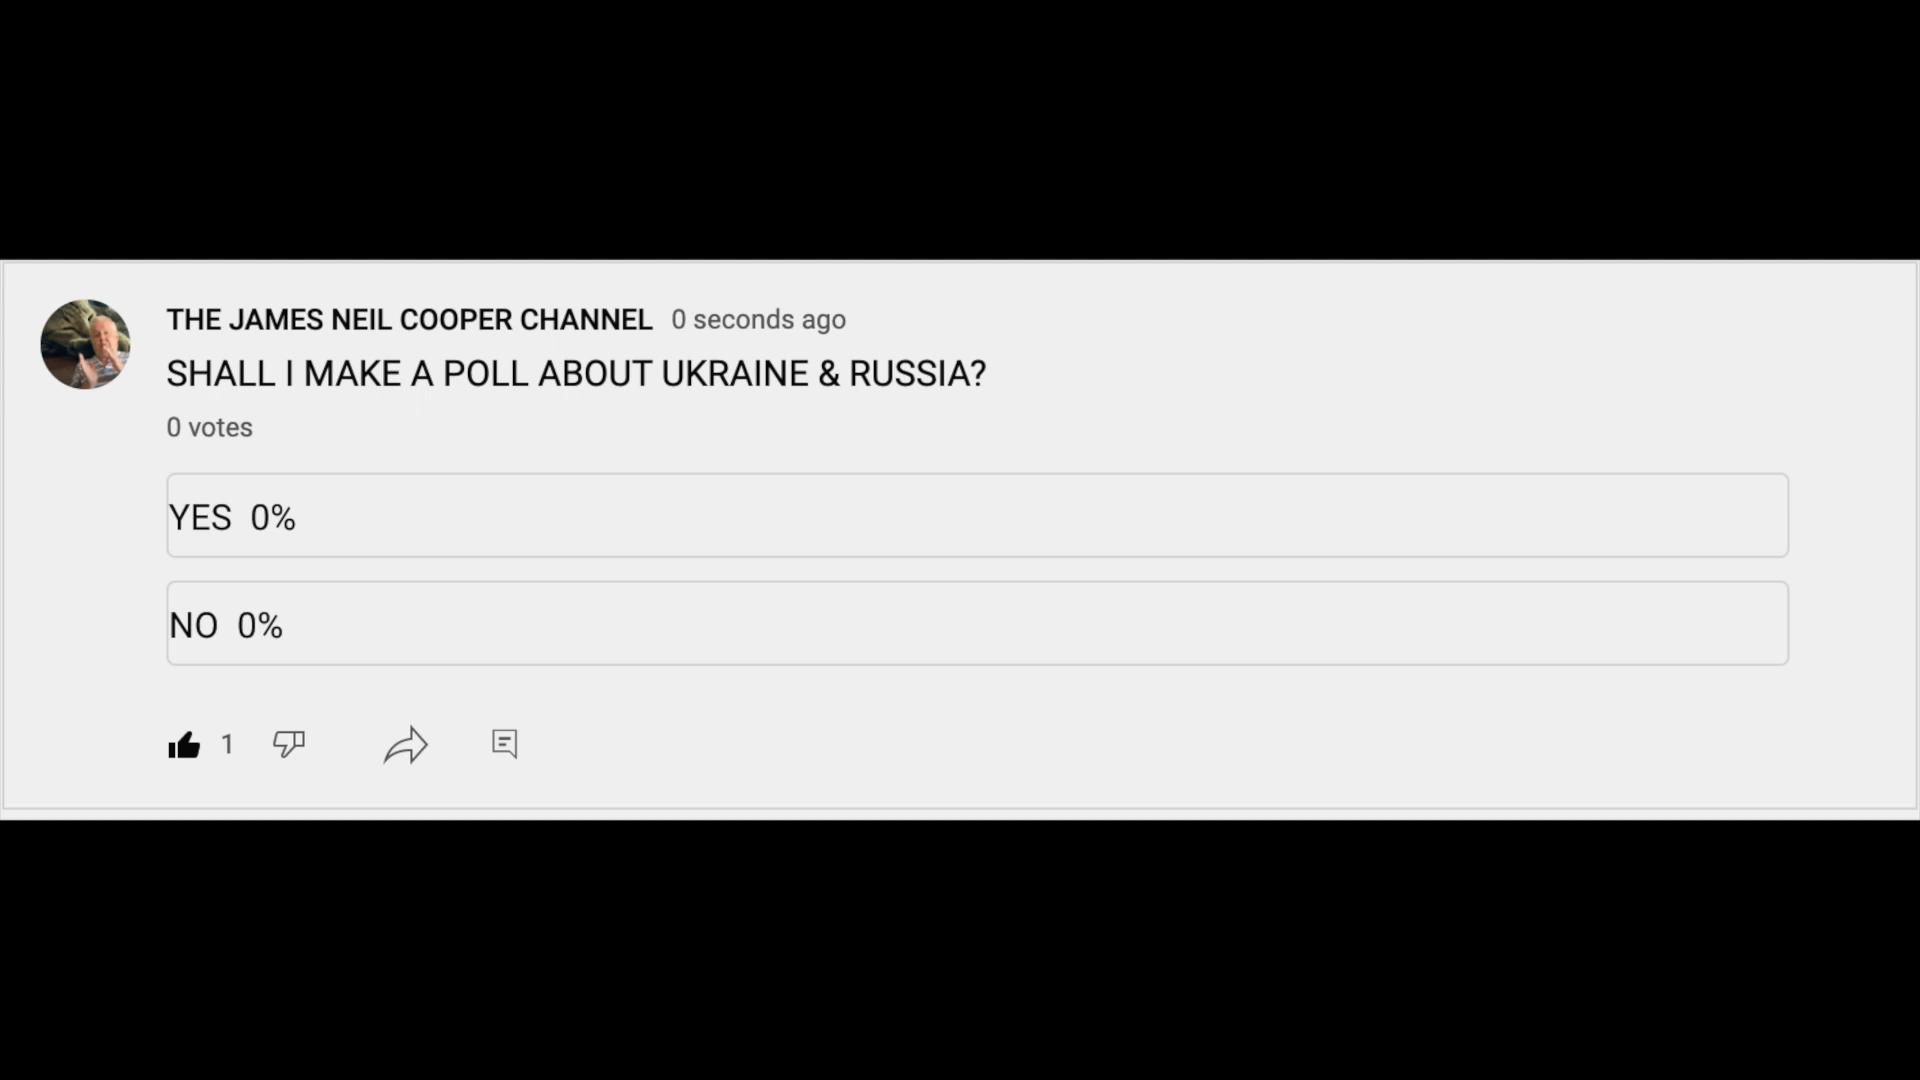 THE JAMES NEIL COOPER CHANNEL 0 seconds ago
SHALL I MAKE A POLL ABOUT UKRAINE & RUSSIA?
0 votes
YES 0%
NO 0%
1